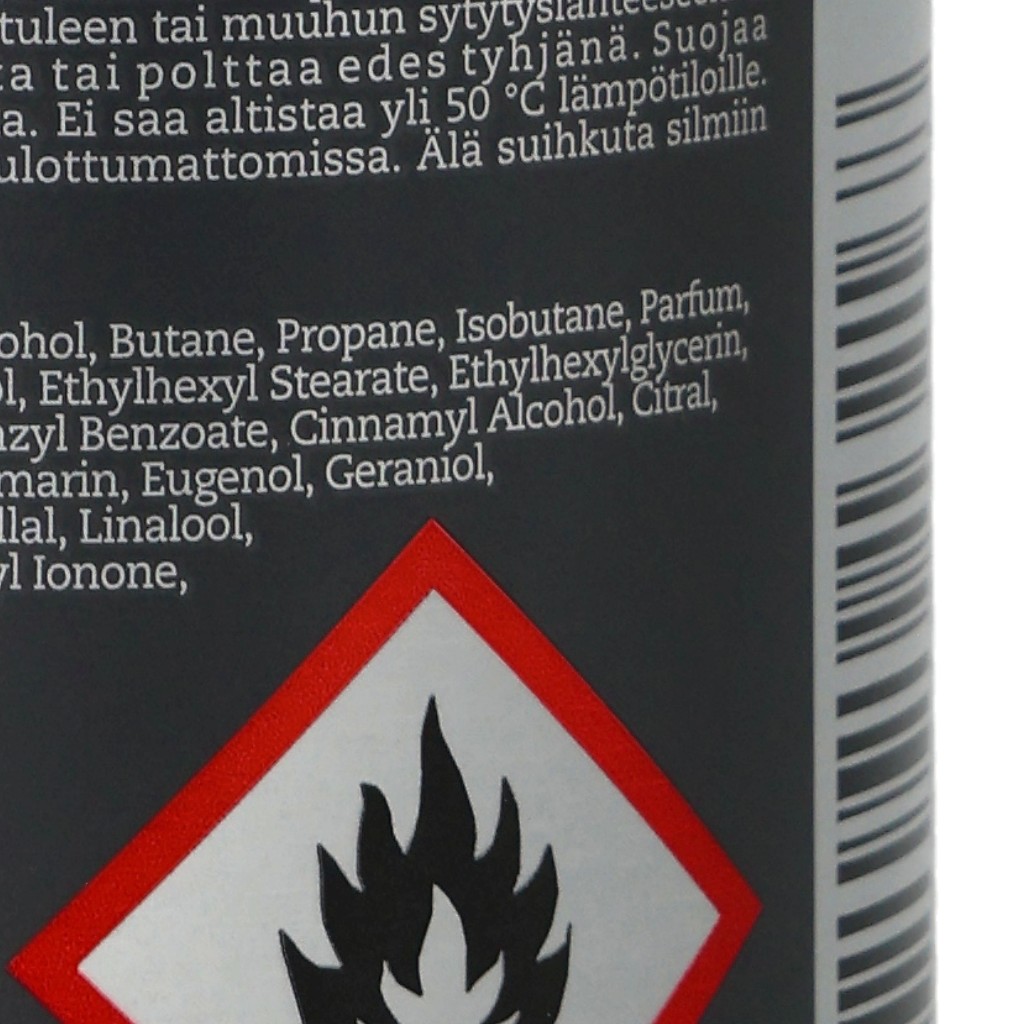 tuleen tai muuhun
ta tai polttaa edes tyhjänä. Suojaa
a. Ei saa altistaa yli 50 °C lämpötiloille.
ulottumattomissa. Älä suihkuta silmiin
ohol, Butane, Propane, Isobutane, Parfum,
l, Ethylhexyl Stearate, Ethylhexylglycerin,
nzyl Benzoate, Cinnamyl Alcohol, Citral,
marin, Eugenol, Geraniol,
llal, Linalool,
yl Ionone,